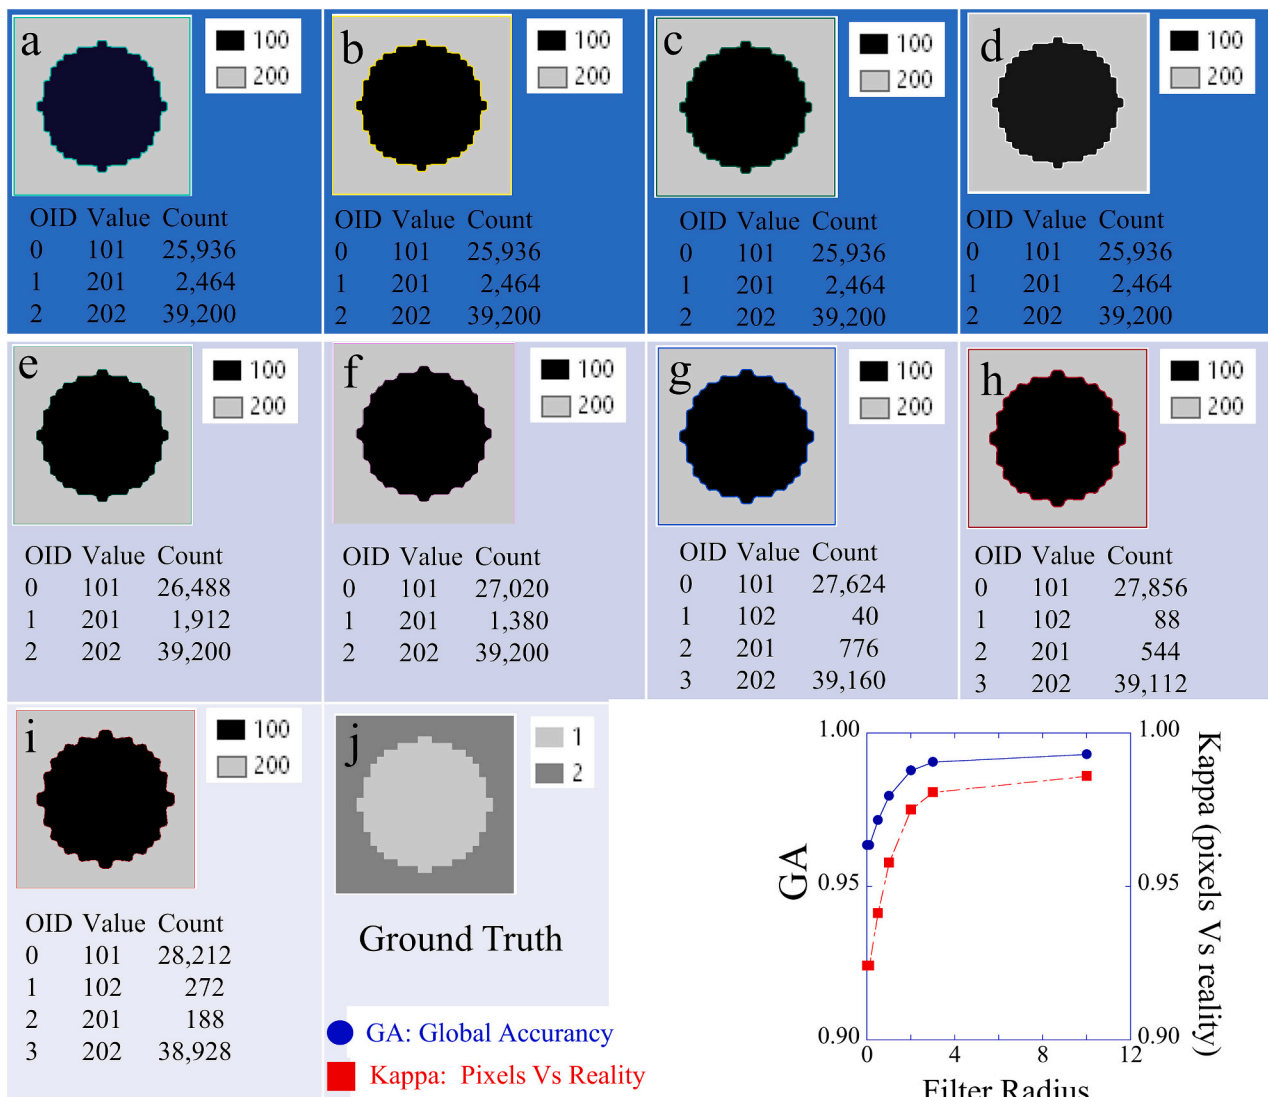 a
100
200
OID Value Count
0 101 25,936
1 201 2,464
2 202 39,200
b
100
200
OID Value Count
0 101 25,936
1 201 2,464
2 202 39,200
c
100
200
OID Value Count
0 101 25,936
1 201 2,464
2 202 39,200
d
100
200
OID Value Count
0 101 25,936
1 201 2,464
2 202 39,200
e
100
200
OID Value Count
0 101 26,488
1 201 1,912
2 202 39,200
f
100
200
OID Value Count
0 101 27,020
1 201 1,380
2 202 39,200
g
100
200
OID Value Count
0 101 27,624
1 102 40
2 201 776
3 202 39,160
h
100
200
OID Value Count
0 101 27,856
1 102 88
2 201 544
3 202 39,112
i
100
200
OID Value Count
0 101 28,212
1 102 272
2 201 188
3 202 38,928
j
1
2
Ground Truth
GA: Global Accurancy
Kappa: Pixels Vs Reality
1.00
0.95
0.90
GA
0 4 8 12
Filter Radius
1.00
0.95
0.90
Kappa (pixels Vs reality)